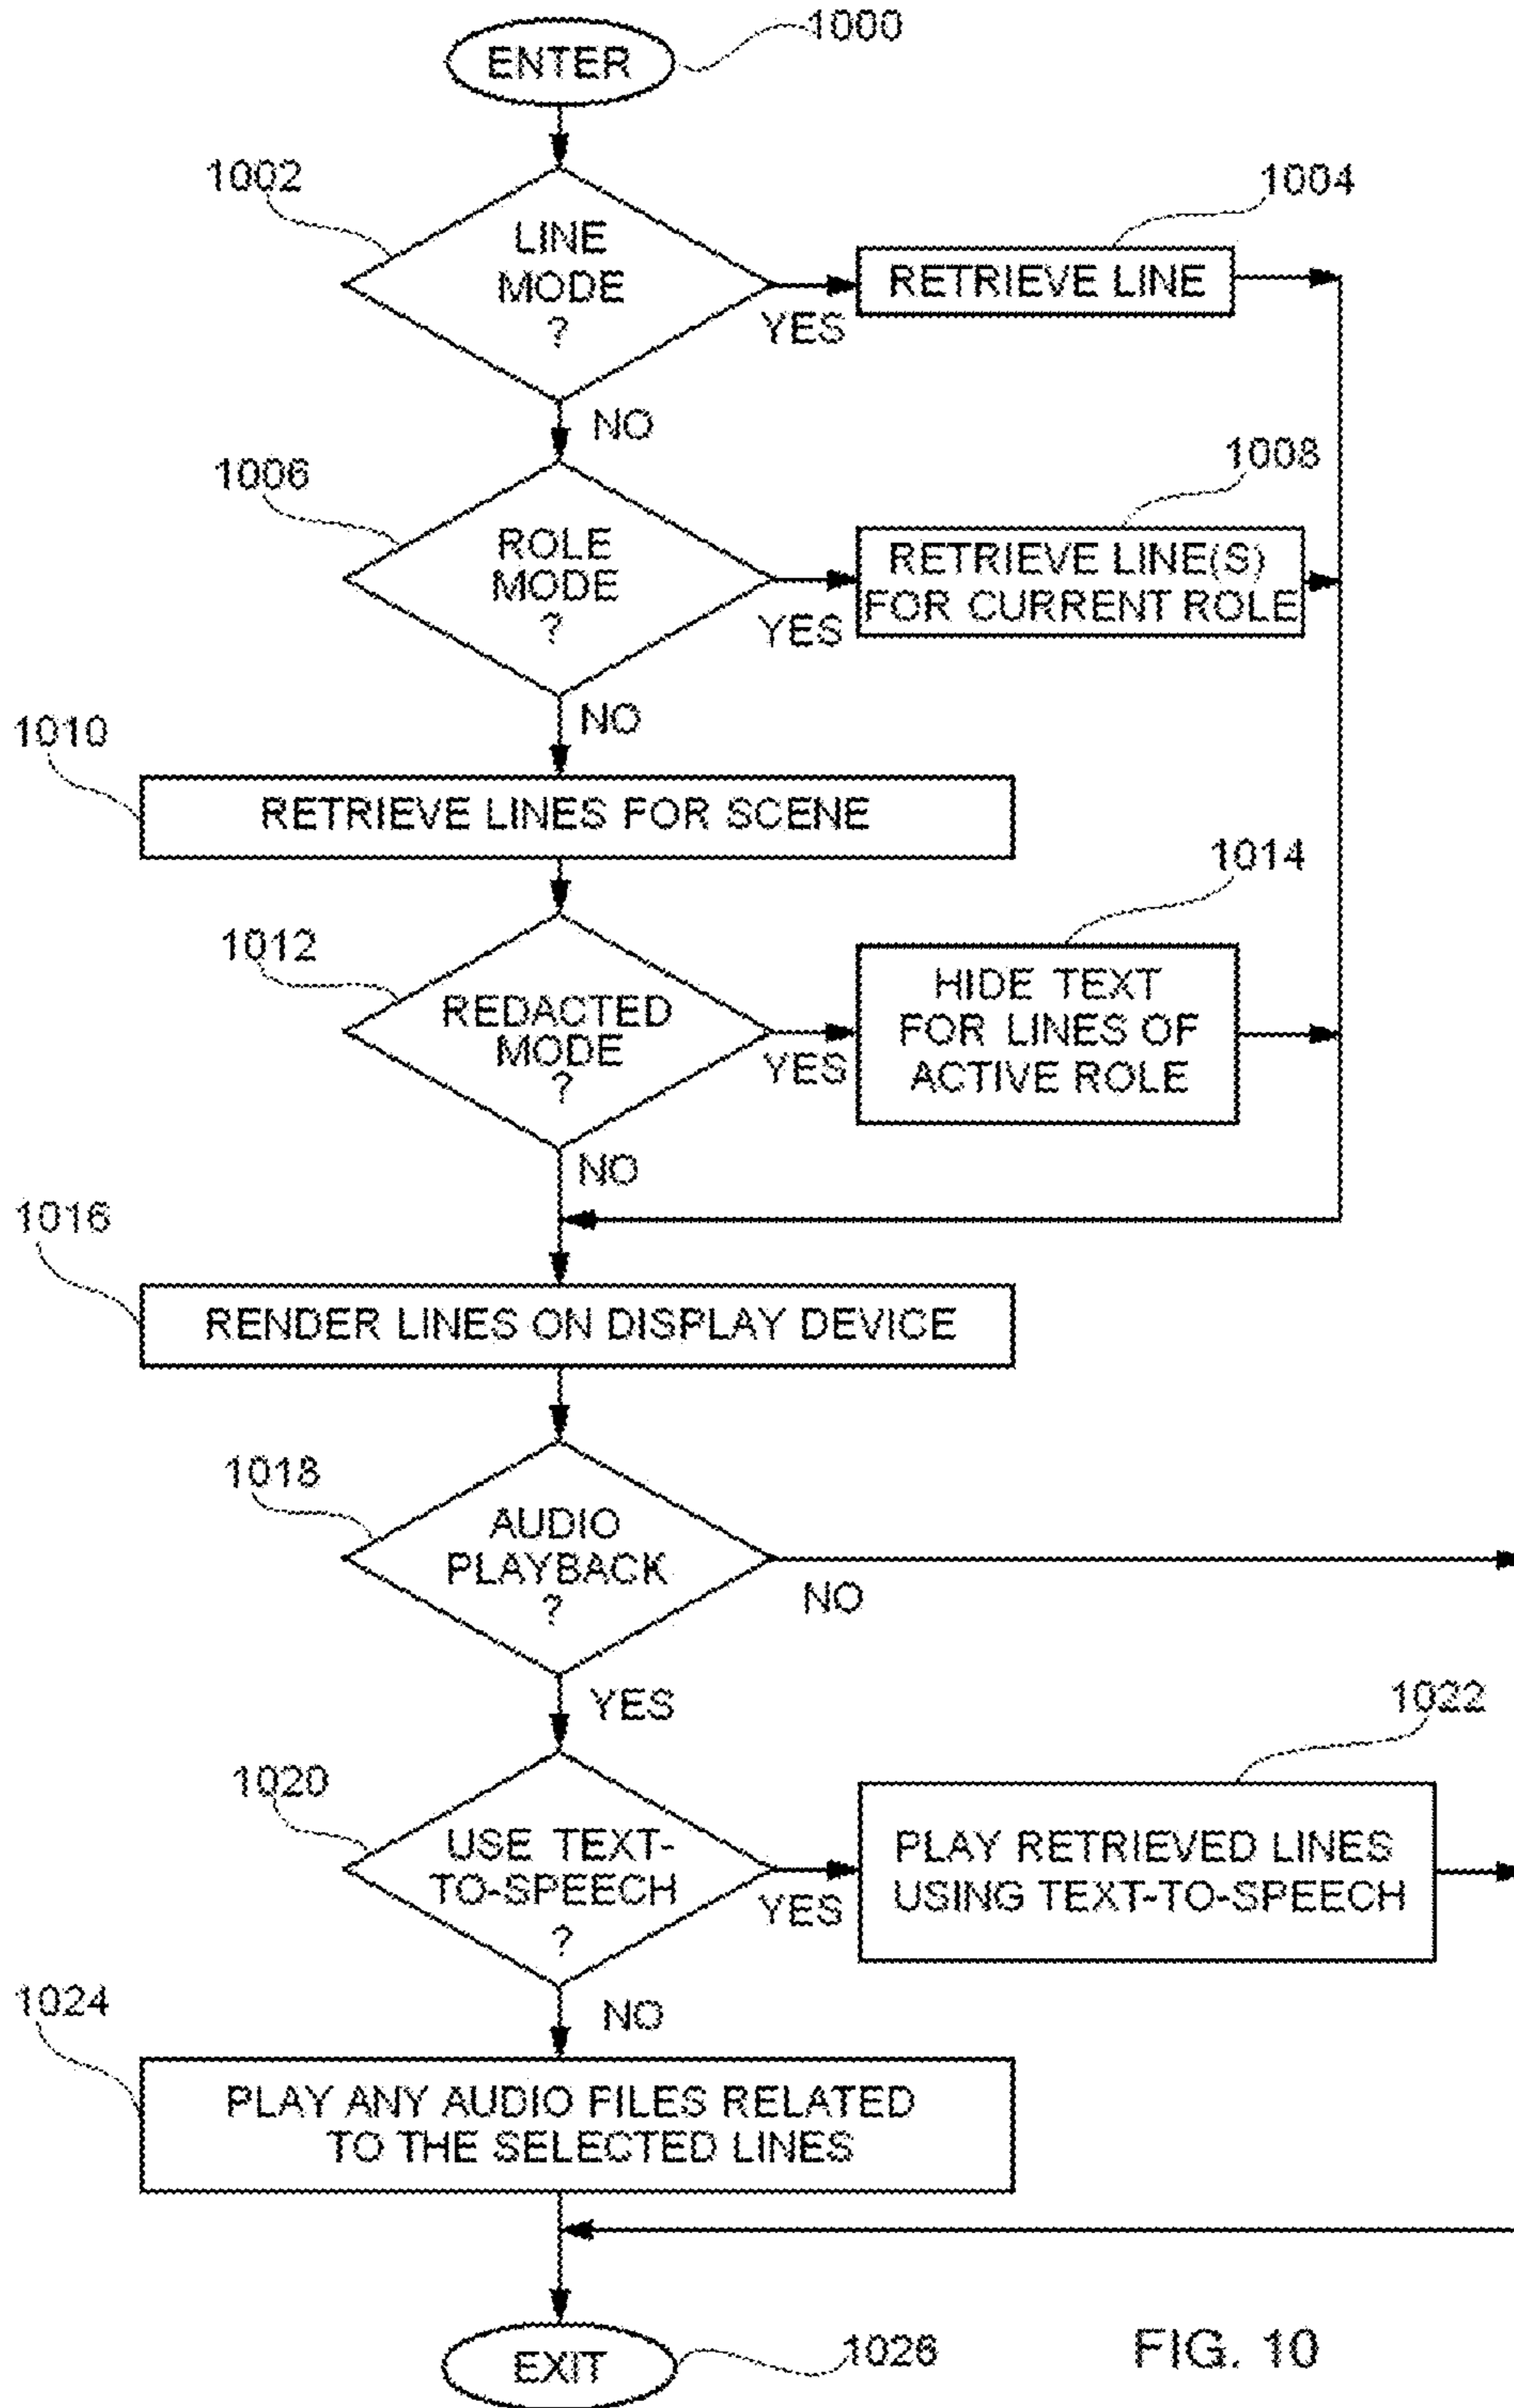 1000
ENTER
1002
LINE
MODE
?
YES
1004
RETRIEVE LINE
NO
1006
ROLE
MODE
?
YES
1008
RETRIEVE LINE(S)
FOR CURRENT ROLE
NO
1010
RETRIEVE LINES FOR SCENE
1012
REDACTED
MODE
?
YES
1014
HIDE TEXT
FOR LINES OF
ACTIVE ROLE
NO
1016
RENDER LINES ON DISPLAY DEVICE
1018
AUDIO
PLAYBACK
?
NO
YES
1020
USE TEXT-
TO-SPEECH
?
YES
1022
PLAY RETRIEVED LINES
USING TEXT-TO-SPEECH
NO
1024
PLAY ANY AUDIO FILES RELATED
TO THE SELECTED LINES
EXIT
1026
FIG. 10